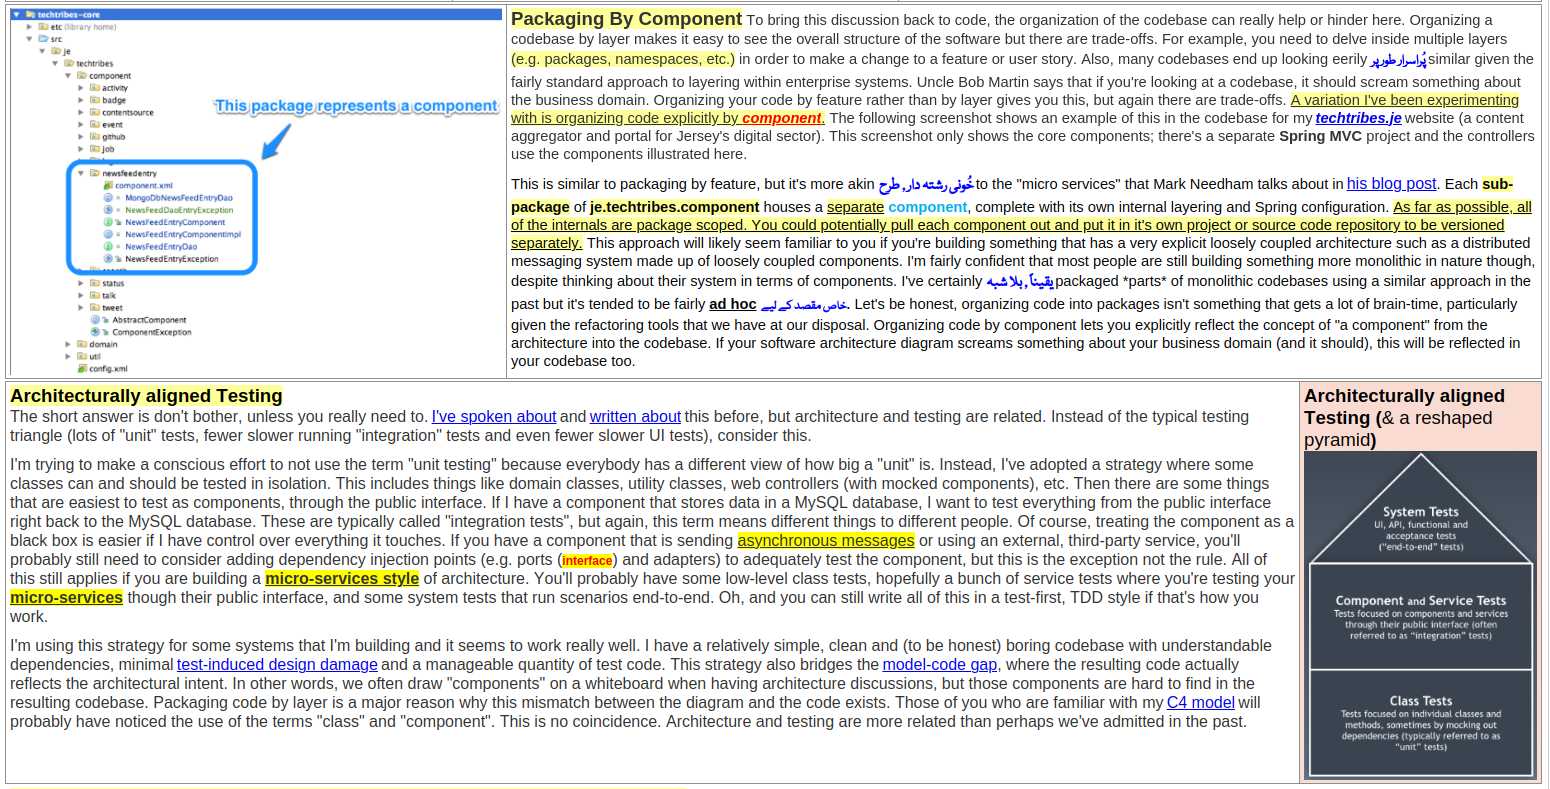 techtribes-core
etc (library home)
src
je
techtribes
component
activity
badge
contentsource
event
github
job
newsfeedentry
component.xml
MongoDbNewsFeedEntryDao
NewsFeedDaoEntryException
NewsFeedEntryComponent
NewsFeedEntryComponentImpl
NewsFeedEntryDao
NewsFeedEntryException
status
talk
tweet
AbstractComponent
ComponentException
domain
util
config.xml
This package represents a component
Packaging By Component To bring this discussion back to code, the organization of the codebase can really help or hinder here. Organizing a
codebase by layer makes it easy to see the overall structure of the software but there are trade-offs. For example, you need to delve inside multiple layers
(e.g. packages, namespaces, etc.) in order to make a change to a feature or user story. Also, many codebases end up looking eerily پُراسرار طور پر similar given the
fairly standard approach to layering within enterprise systems. Uncle Bob Martin says that if you're looking at a codebase, it should scream something about
the business domain. Organizing your code by feature rather than by layer gives you this, but again there are trade-offs. A variation I've been experimenting
with is organizing code explicitly by component. The following screenshot shows an example of this in the codebase for my techtribes.je website (a content
aggregator and portal for Jersey's digital sector). This screenshot only shows the core components; there's a separate Spring MVC project and the controllers
use the components illustrated here.
This is similar to packaging by feature, but it's more akin خُونی رشتہ دار, طرح to the "micro services" that Mark Needham talks about in his blog post. Each sub-
package of je.techtribes.component houses a separate component, complete with its own internal layering and Spring configuration. As far as possible, all
of the internals are package scoped. You could potentially pull each component out and put it in it's own project or source code repository to be versioned
separately. This approach will likely seem familiar to you if you're building something that has a very explicit loosely coupled architecture such as a distributed
messaging system made up of loosely coupled components. I'm fairly confident that most people are still building something more monolithic in nature though,
despite thinking about their system in terms of components. I've certainly یقیناً, بلا شبہ packaged *parts* of monolithic codebases using a similar approach in the
past but it's tended to be fairly ad hoc خاص مقصد کے لیے. Let's be honest, organizing code into packages isn't something that gets a lot of brain-time, particularly
given the refactoring tools that we have at our disposal. Organizing code by component lets you explicitly reflect the concept of "a component" from the
architecture into the codebase. If your software architecture diagram screams something about your business domain (and it should), this will be reflected in
your codebase too.
Architecturally aligned Testing
The short answer is don't bother, unless you really need to. I've spoken about and written about this before, but architecture and testing are related. Instead of the typical testing
triangle (lots of "unit" tests, fewer slower running "integration" tests and even fewer slower UI tests), consider this.
I'm trying to make a conscious effort to not use the term "unit testing" because everybody has a different view of how big a "unit" is. Instead, I've adopted a strategy where some
classes can and should be tested in isolation. This includes things like domain classes, utility classes, web controllers (with mocked components), etc. Then there are some things
that are easiest to test as components, through the public interface. If I have a component that stores data in a MySQL database, I want to test everything from the public interface
right back to the MySQL database. These are typically called "integration tests", but again, this term means different things to different people. Of course, treating the component as a
black box is easier if I have control over everything it touches. If you have a component that is sending asynchronous messages or using an external, third-party service, you'll
probably still need to consider adding dependency injection points (e.g. ports (interface) and adapters) to adequately test the component, but this is the exception not the rule. All of
this still applies if you are building a micro-services style of architecture. You'll probably have some low-level class tests, hopefully a bunch of service tests where you're testing your
micro-services though their public interface, and some system tests that run scenarios end-to-end. Oh, and you can still write all of this in a test-first, TDD style if that's how you
work.
I'm using this strategy for some systems that I'm building and it seems to work really well. I have a relatively simple, clean and (to be honest) boring codebase with understandable
dependencies, minimal test-induced design damage and a manageable quantity of test code. This strategy also bridges the model-code gap, where the resulting code actually
reflects the architectural intent. In other words, we often draw "components" on a whiteboard when having architecture discussions, but those components are hard to find in the
resulting codebase. Packaging code by layer is a major reason why this mismatch between the diagram and the code exists. Those of you who are familiar with my C4 model will
probably have noticed the use of the terms "class" and "component". This is no coincidence. Architecture and testing are more related than perhaps we've admitted in the past.
Architecturally aligned
Testing (& a reshaped
pyramid)
System Tests
UI, API, functional and
acceptance tests
("end-to-end" tests)
Component and Service Tests
Tests focused on components and services
through their public interface (often
referred to as "integration" tests)
Class Tests
Tests focused on individual classes and
methods, sometimes by mocking out
dependencies (typically referred to as
"unit" tests)